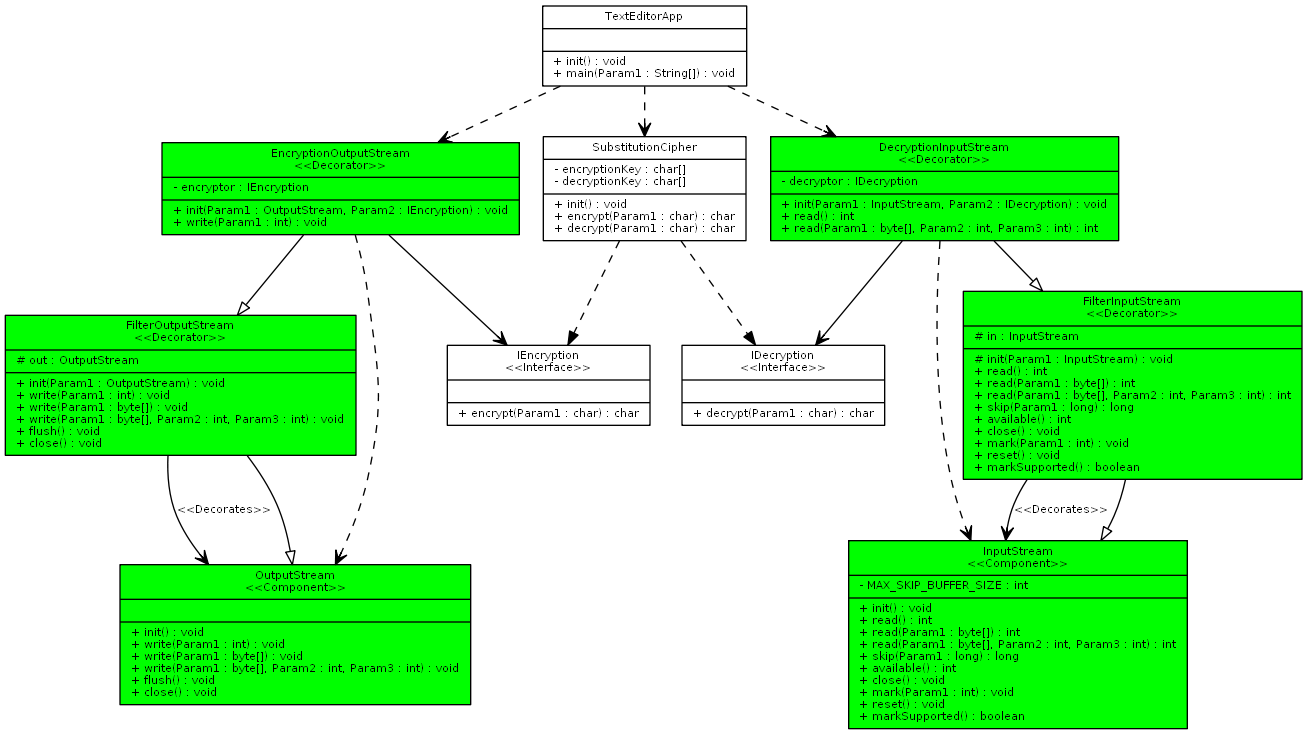 TextEditorApp
+ init() : void
+ main(Param1 : String[]) : void
EncryptionOutputStream
<<Decorator>>
- encryptor : IEncryption
+ init(Param1 : OutputStream, Param2 : IEncryption) : void
+ write(Param1 : int) : void
SubstitutionCipher
- encryptionKey : char[]
- decryptionKey : char[]
+ init() : void
+ encrypt(Param1 : char) : char
+ decrypt(Param1 : char) : char
DecryptionInputStream
<<Decorator>>
- decryptor : IDecryption
+ init(Param1 : InputStream, Param2 : IDecryption) : void
+ read() : int
+ read(Param1 : byte[], Param2 : int, Param3 : int) : int
FilterOutputStream
<<Decorator>>
# out : OutputStream
+ init(Param1 : OutputStream) : void
+ write(Param1 : int) : void
+ write(Param1 : byte[]) : void
+ write(Param1 : byte[], Param2 : int, Param3 : int) : void
+ flush() : void
+ close() : void
IEncryption
<<Interface>>
+ encrypt(Param1 : char) : char
IDecryption
<<Interface>>
+ decrypt(Param1 : char) : char
FilterInputStream
<<Decorator>>
# in : InputStream
# init(Param1 : InputStream) : void
+ read() : int
+ read(Param1 : byte[]) : int
+ read(Param1 : byte[], Param2 : int, Param3 : int) : int
+ skip(Param1 : long) : long
+ available() : int
+ close() : void
+ mark(Param1 : int) : void
+ reset() : void
+ markSupported() : boolean
<<Decorates>>
<<Decorates>>
OutputStream
<<Component>>
+ init() : void
+ write(Param1 : int) : void
+ write(Param1 : byte[]) : void
+ write(Param1 : byte[], Param2 : int, Param3 : int) : void
+ flush() : void
+ close() : void
InputStream
<<Component>>
- MAX_SKIP_BUFFER_SIZE : int
+ init() : void
+ read() : int
+ read(Param1 : byte[]) : int
+ read(Param1 : byte[], Param2 : int, Param3 : int) : int
+ skip(Param1 : long) : long
+ available() : int
+ close() : void
+ mark(Param1 : int) : void
+ reset() : void
+ markSupported() : boolean